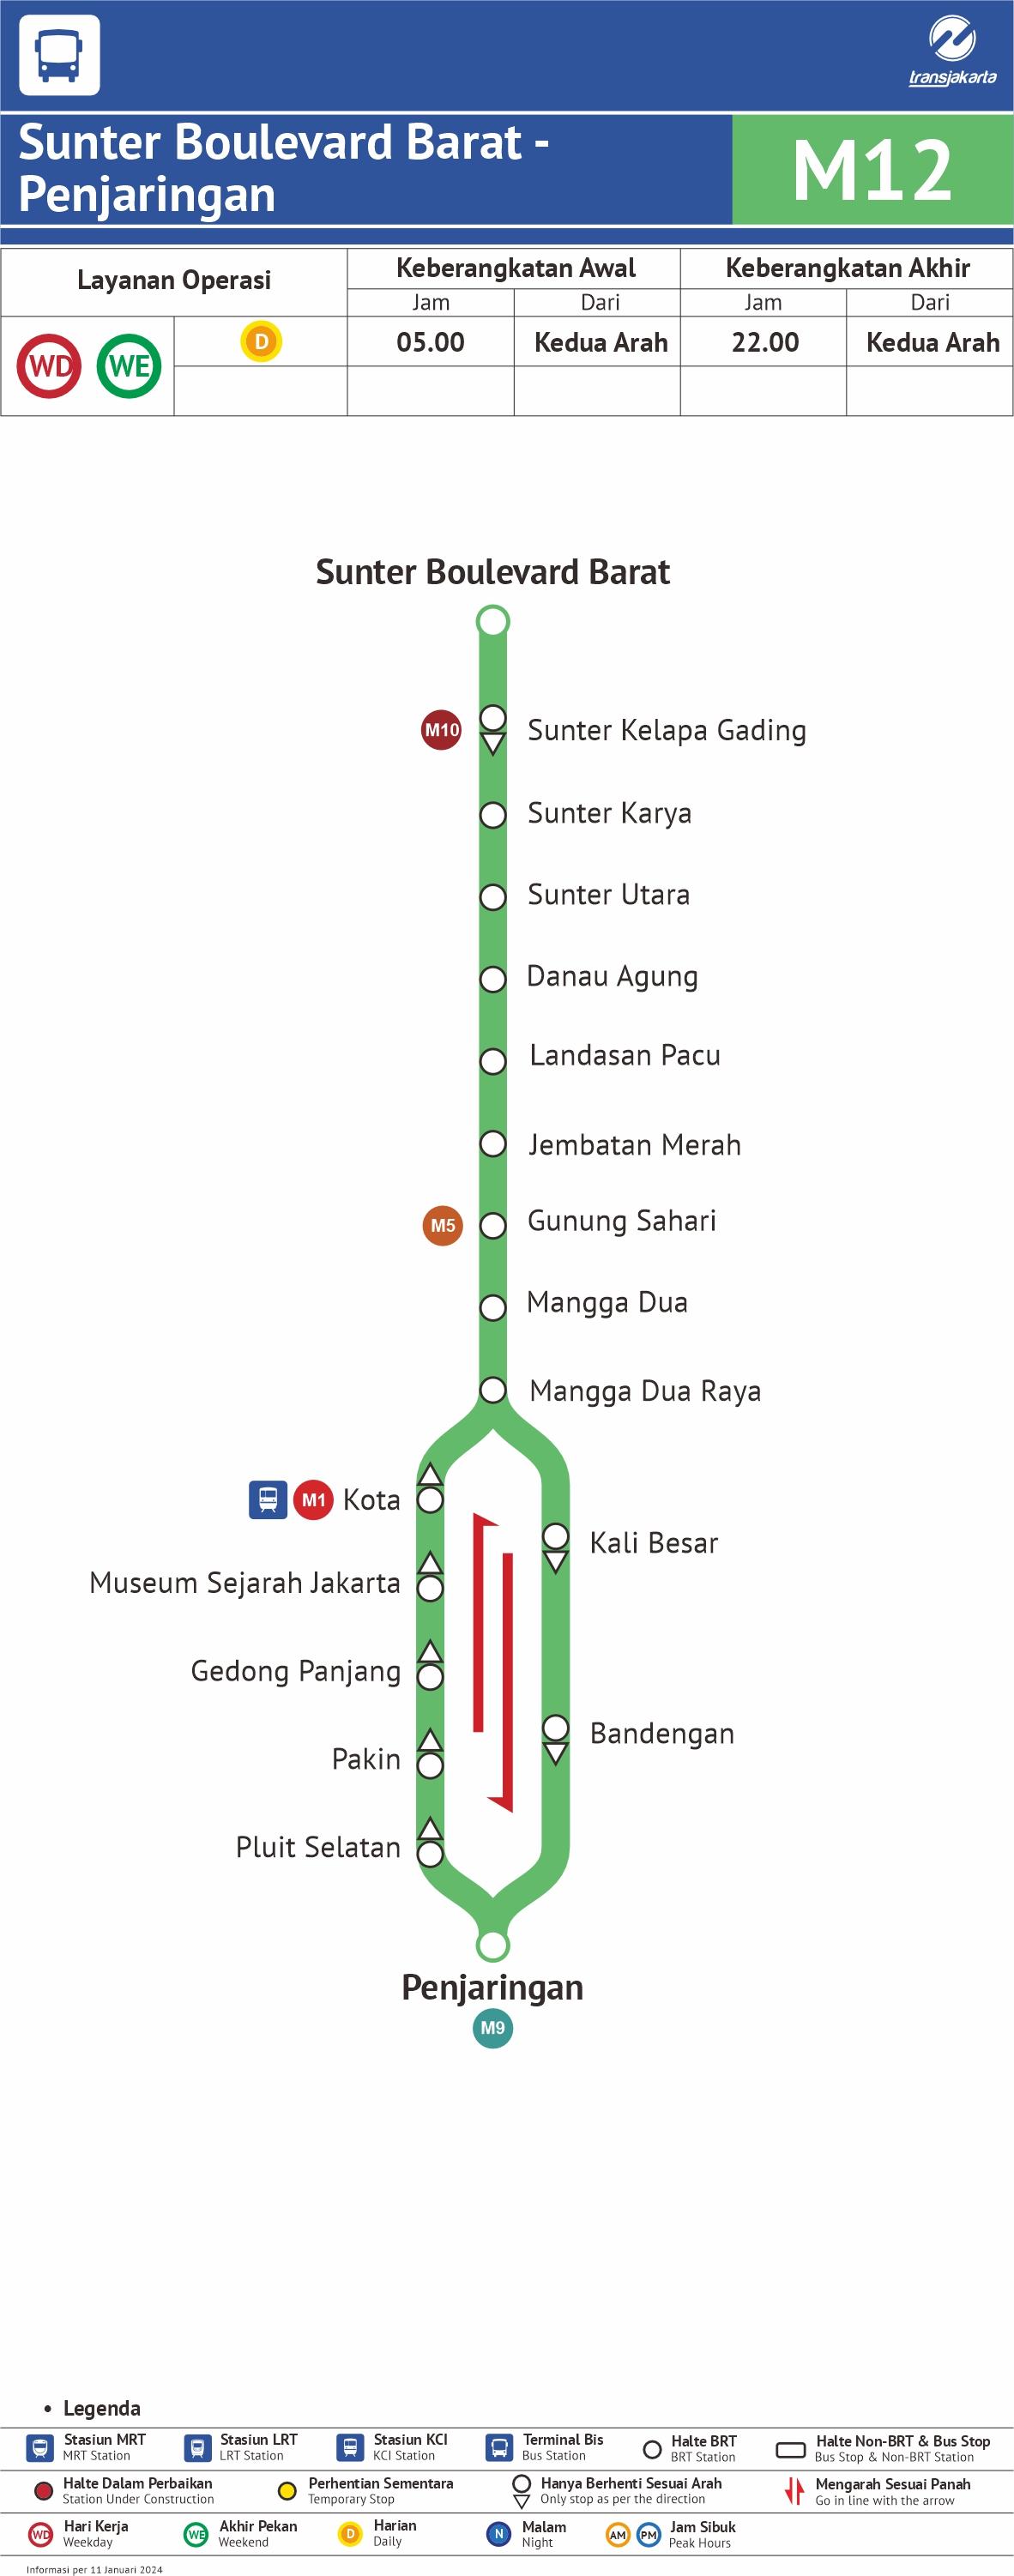 transjakarta
Sunter Boulevard Barat -
Penjaringan
M12
Layanan Operasi
Keberangkatan Awal
Keberangkatan Akhir
Jam
Dari
Jam
Dari
WD
WE
D
05.00
Kedua Arah
22.00
Kedua Arah
Sunter Boulevard Barat
M10
Sunter Kelapa Gading
Sunter Karya
Sunter Utara
Danau Agung
Landasan Pacu
Jembatan Merah
M5
Gunung Sahari
Mangga Dua
Mangga Dua Raya
M1
Kota
Kali Besar
Museum Sejarah Jakarta
Gedong Panjang
Bandengan
Pakin
Pluit Selatan
Penjaringan
M9
• Legenda
Stasiun MRT
MRT Station
Stasiun LRT
LRT Station
Stasiun KCI
KCI Station
Terminal Bis
Bus Station
Halte BRT
BRT Station
Halte Non-BRT & Bus Stop
Bus Stop & Non-BRT Station
Halte Dalam Perbaikan
Station Under Construction
Perhentian Sementara
Temporary Stop
Hanya Berhenti Sesuai Arah
Only stop as per the direction
Mengarah Sesuai Panah
Go in line with the arrow
WD
Hari Kerja
Weekday
WE
Akhir Pekan
Weekend
D
Harian
Daily
N
Malam
Night
AM
PM
Jam Sibuk
Peak Hours
Informasi per 11 Januari 2024